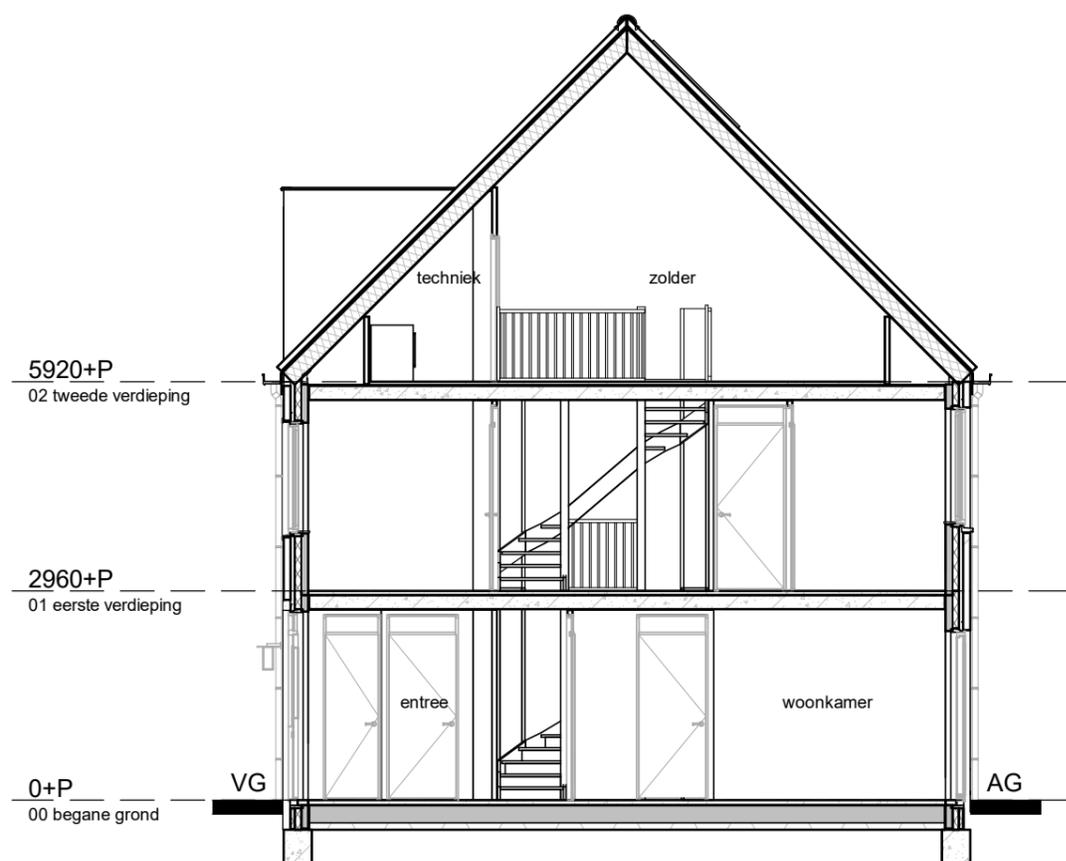 techniek
zolder
5920+P
02 tweede verdieping
2960+P
01 eerste verdieping
entree
woonkamer
VG
AG
0+P
00 begane grond